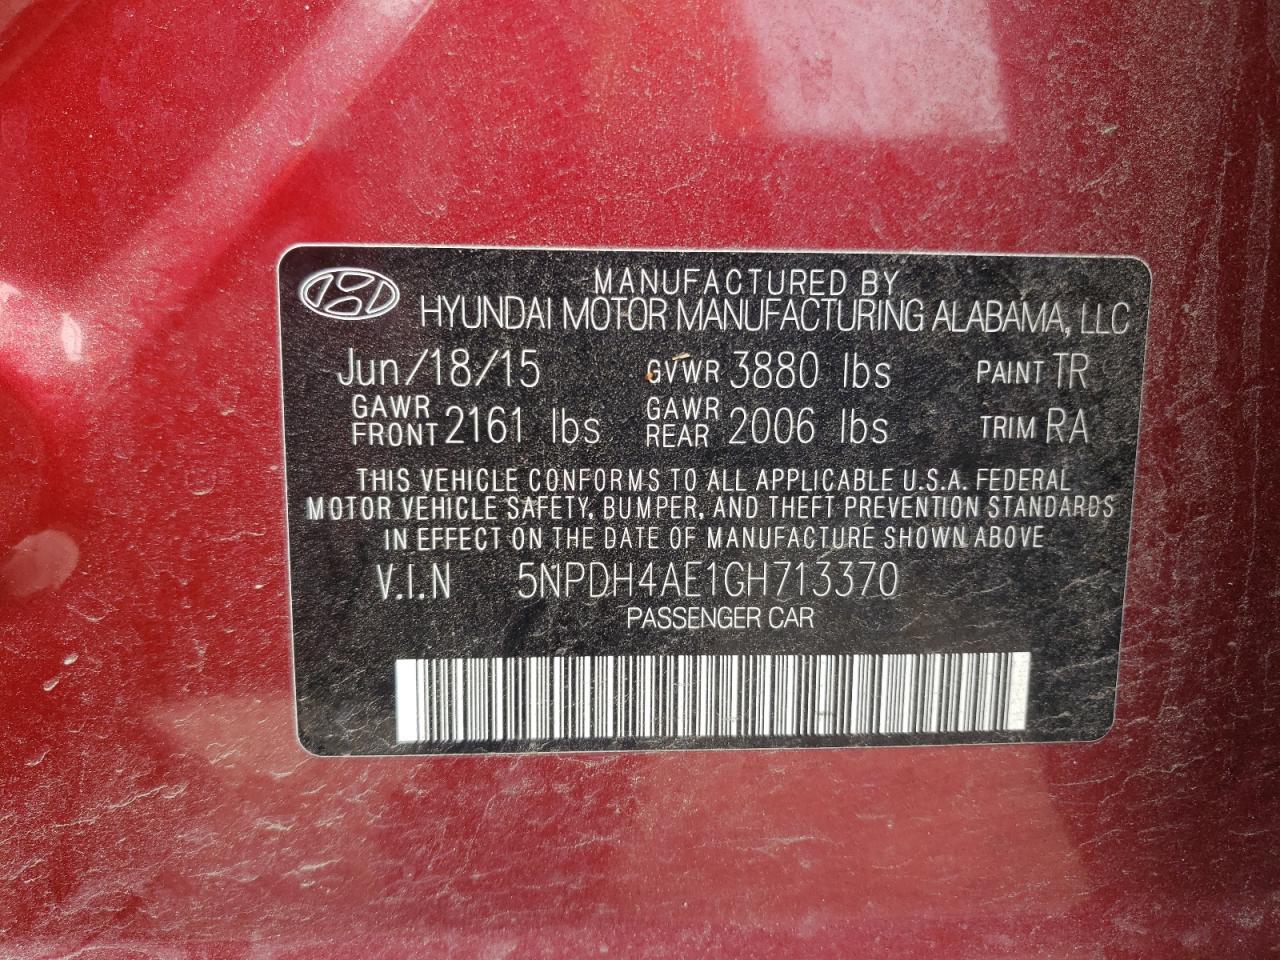 MANUFACTURED BY
HYUNDAI MOTOR MANUFACTURING ALABAMA, LLC
Jun/18/15 GVWR 3880 lbs PAINT TR
GAWR FRONT 2161 lbs GAWR REAR 2006 lbs TRIM RA
THIS VEHICLE CONFORMS TO ALL APPLICABLE U.S.A. FEDERAL
MOTOR VEHICLE SAFETY, BUMPER, AND THEFT PREVENTION STANDARDS
IN EFFECT ON THE DATE OF MANUFACTURE SHOWN ABOVE
V.I.N 5NPDH4AE1GH713370
PASSENGER CAR